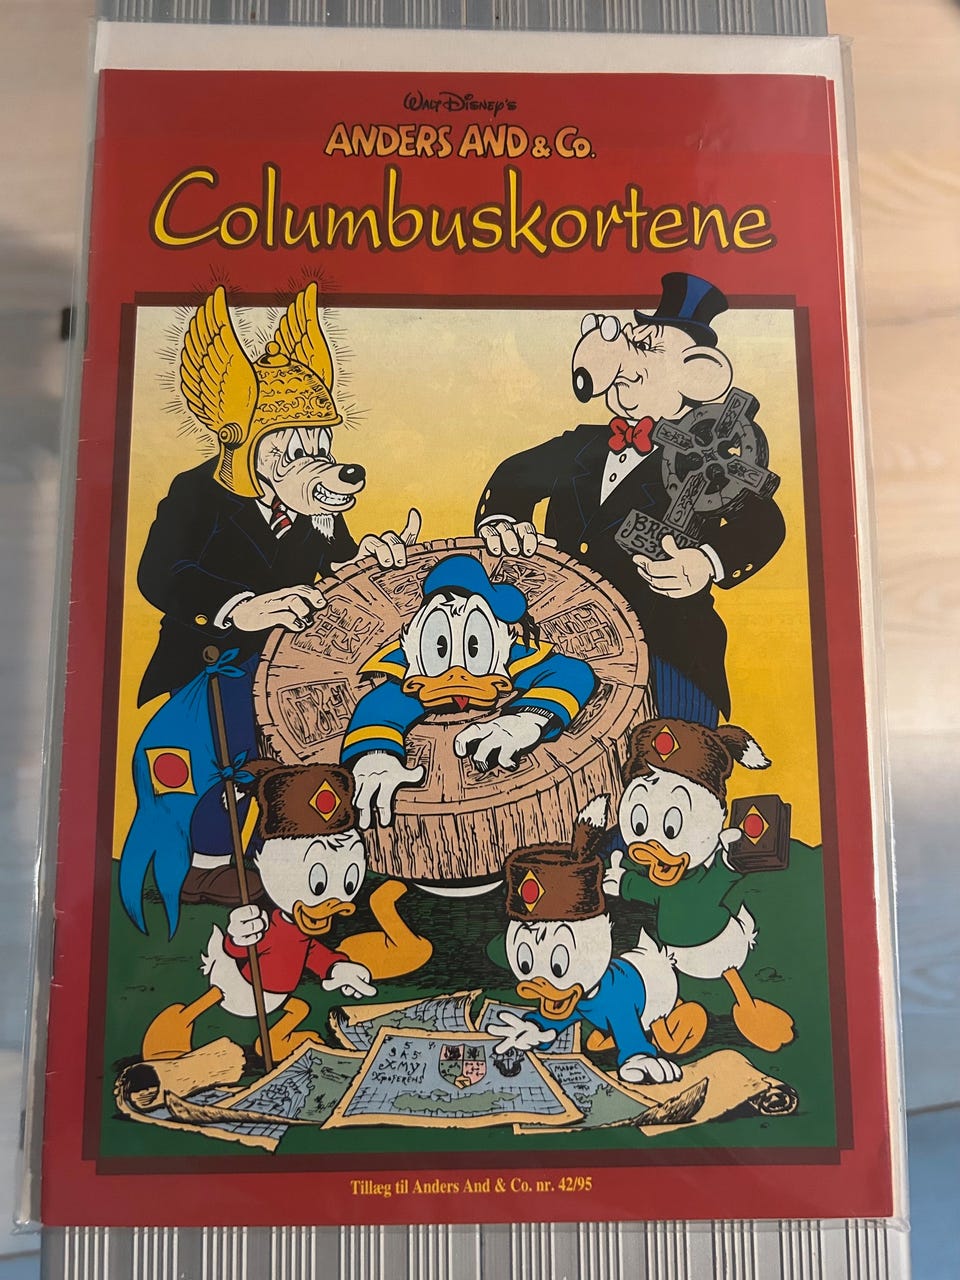 Walt Disney's
ANDERS AND & Co.
Columbuskortene
Tillæg til Anders And & Co. nr. 42/95